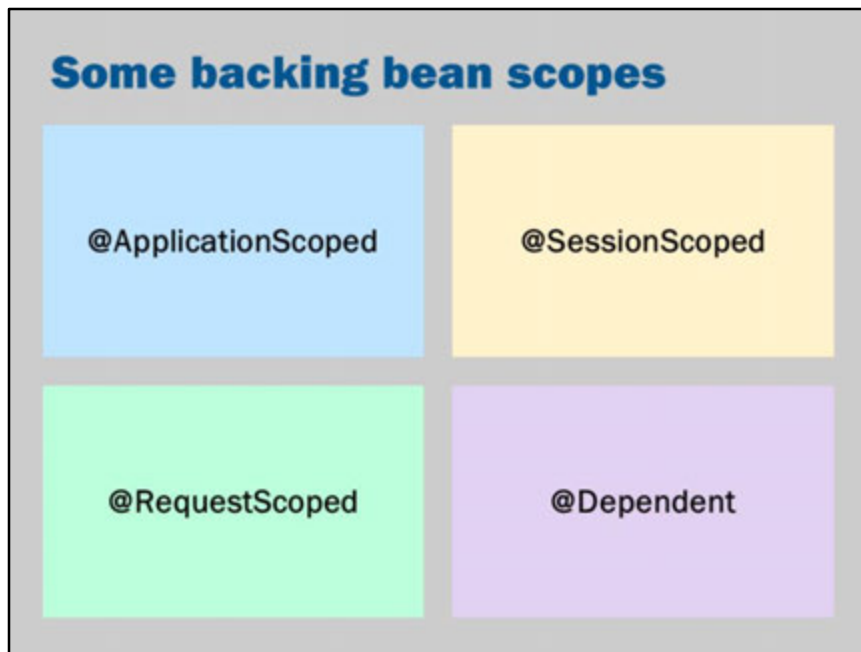 Some backing bean scopes
@ApplicationScoped
@SessionScoped
@RequestScoped
@Dependent